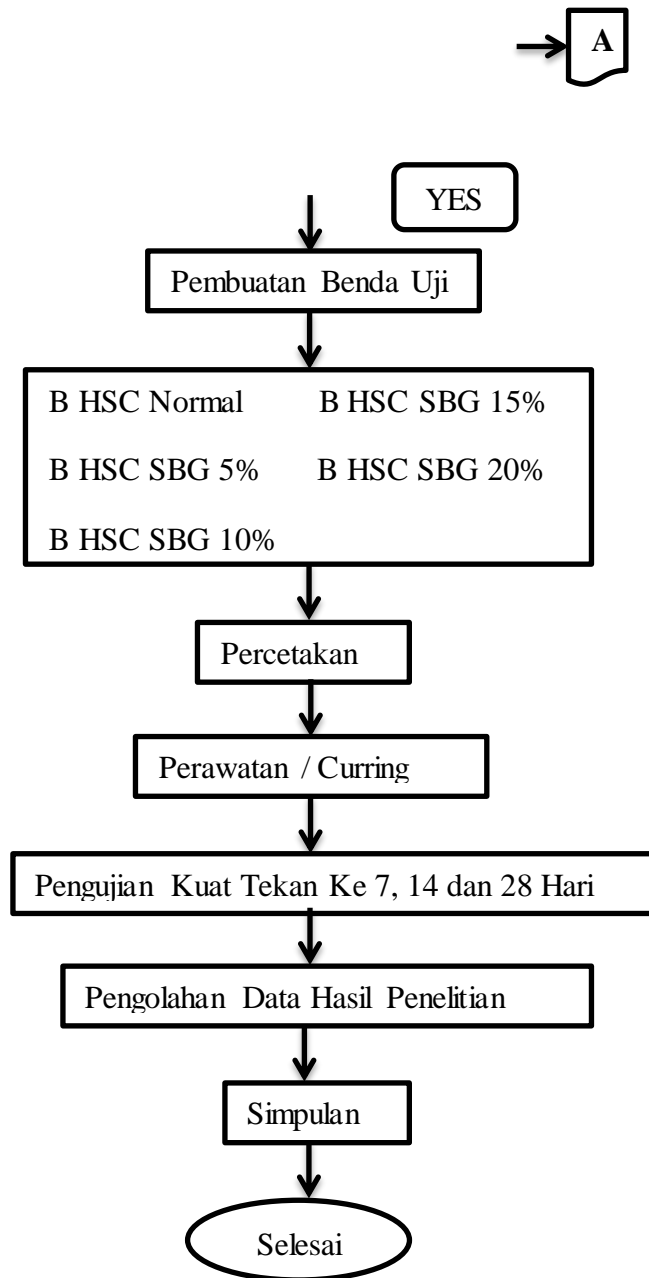 A
YES
Pembuatan Benda Uji
B HSC Normal B HSC SBG 15%
B HSC SBG 5% B HSC SBG 20%
B HSC SBG 10%
Percetakan
Perawatan / Curring
Pengujian Kuat Tekan Ke 7, 14 dan 28 Hari
Pengolahan Data Hasil Penelitian
Simpulan
Selesai